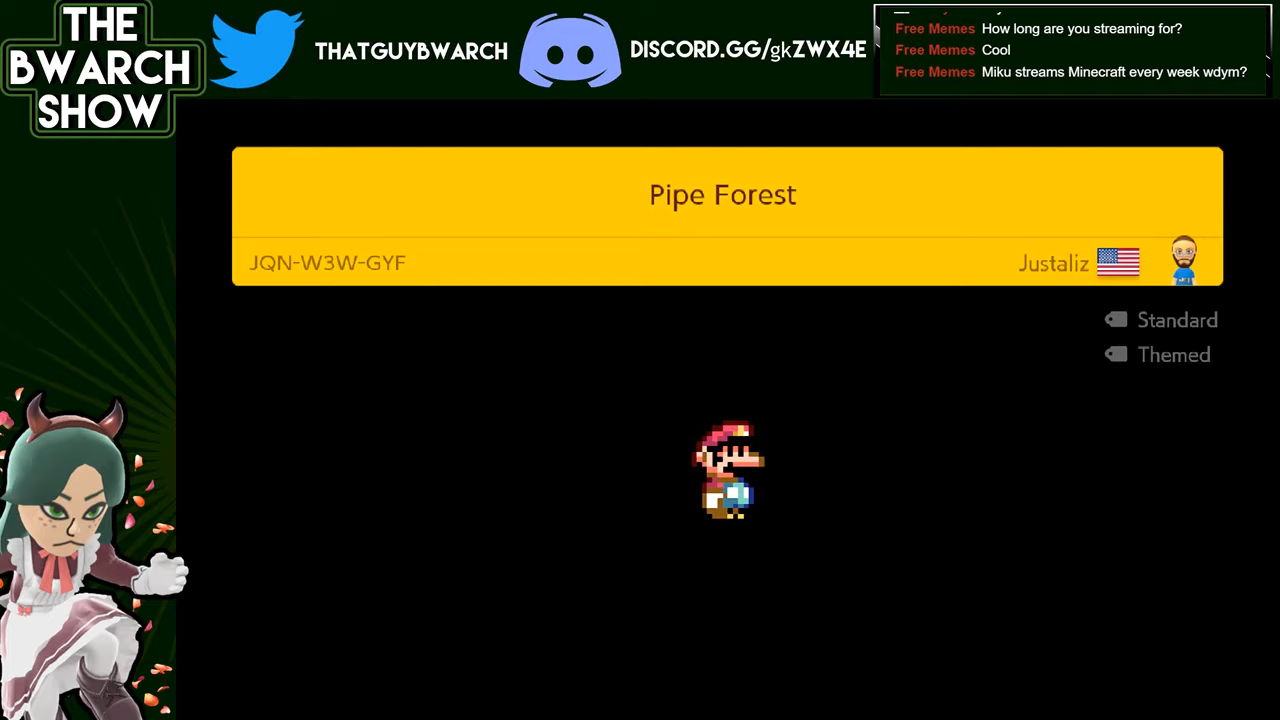 THE
BWARCH
SHOW
THATGUYBWARCH
DISCORD.GG/gkZWX4E
Free Memes How long are you streaming for?
Free Memes Cool
Free Memes Miku streams Minecraft every week wdym?
Pipe Forest
JQN-W3W-GYF
Justaliz
Standard
Themed